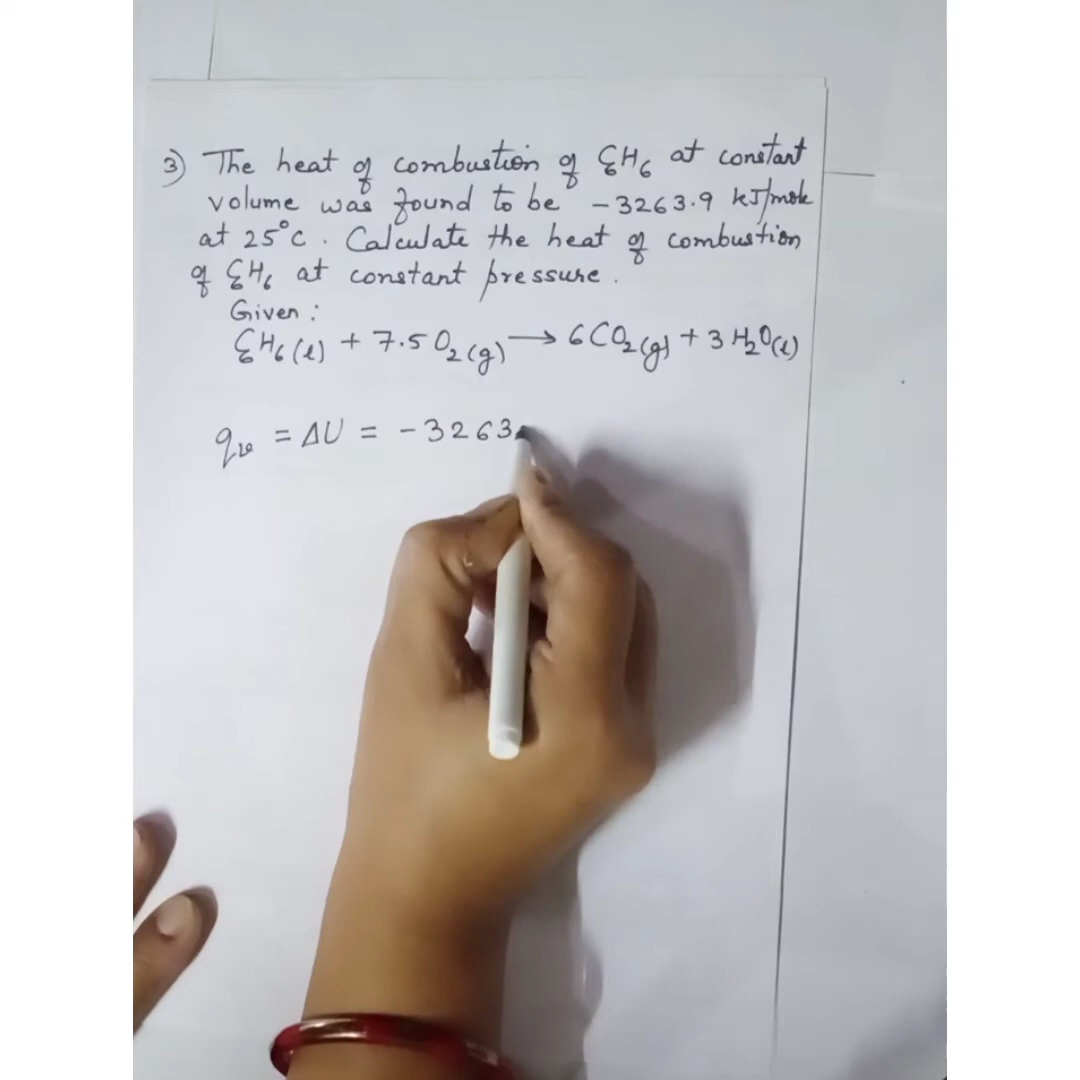 3) The heat of combustion of C6H6 at constant
volume was found to be -3263.9 kJ/mole
at 25°C. Calculate the heat of combustion
of C6H6 at constant pressure.
Given:
C6H6(l) + 7.5 O2(g) → 6CO2(g) + 3H2O(l)
qv = ΔU = -3263